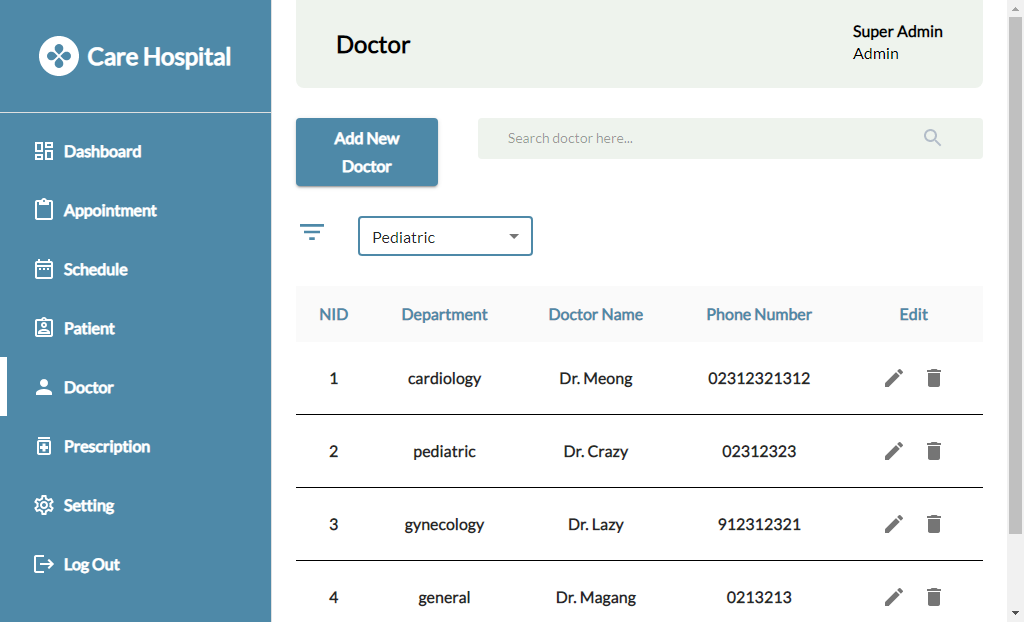 Care Hospital
Dashboard
Appointment
Schedule
Patient
Doctor
Prescription
Setting
Log Out
Doctor
Super Admin
Admin
Add New
Doctor
Search doctor here...
Pediatric
NID Department Doctor Name Phone Number Edit
1 cardiology Dr. Meong 02312321312
2 pediatric Dr. Crazy 02312323
3 gynecology Dr. Lazy 912312321
4 general Dr. Magang 0213213